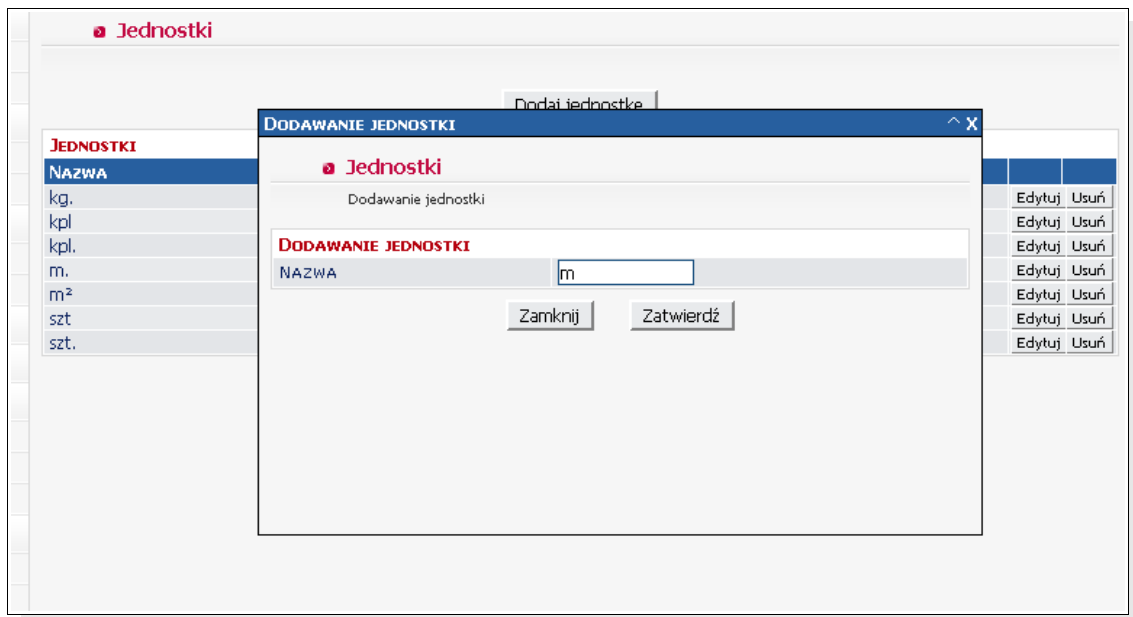 Jednostki
Dodaj jednostkę
DODAWANIE JEDNOSTKI ^ X
JEDNOSTKI
NAZWA
Jednostki
Dodawanie jednostki
DODAWANIE JEDNOSTKI
NAZWA m
Zamknij Zatwierdź
kg. Edytuj Usuń
kpl Edytuj Usuń
kpl. Edytuj Usuń
m. Edytuj Usuń
m² Edytuj Usuń
szt Edytuj Usuń
szt. Edytuj Usuń